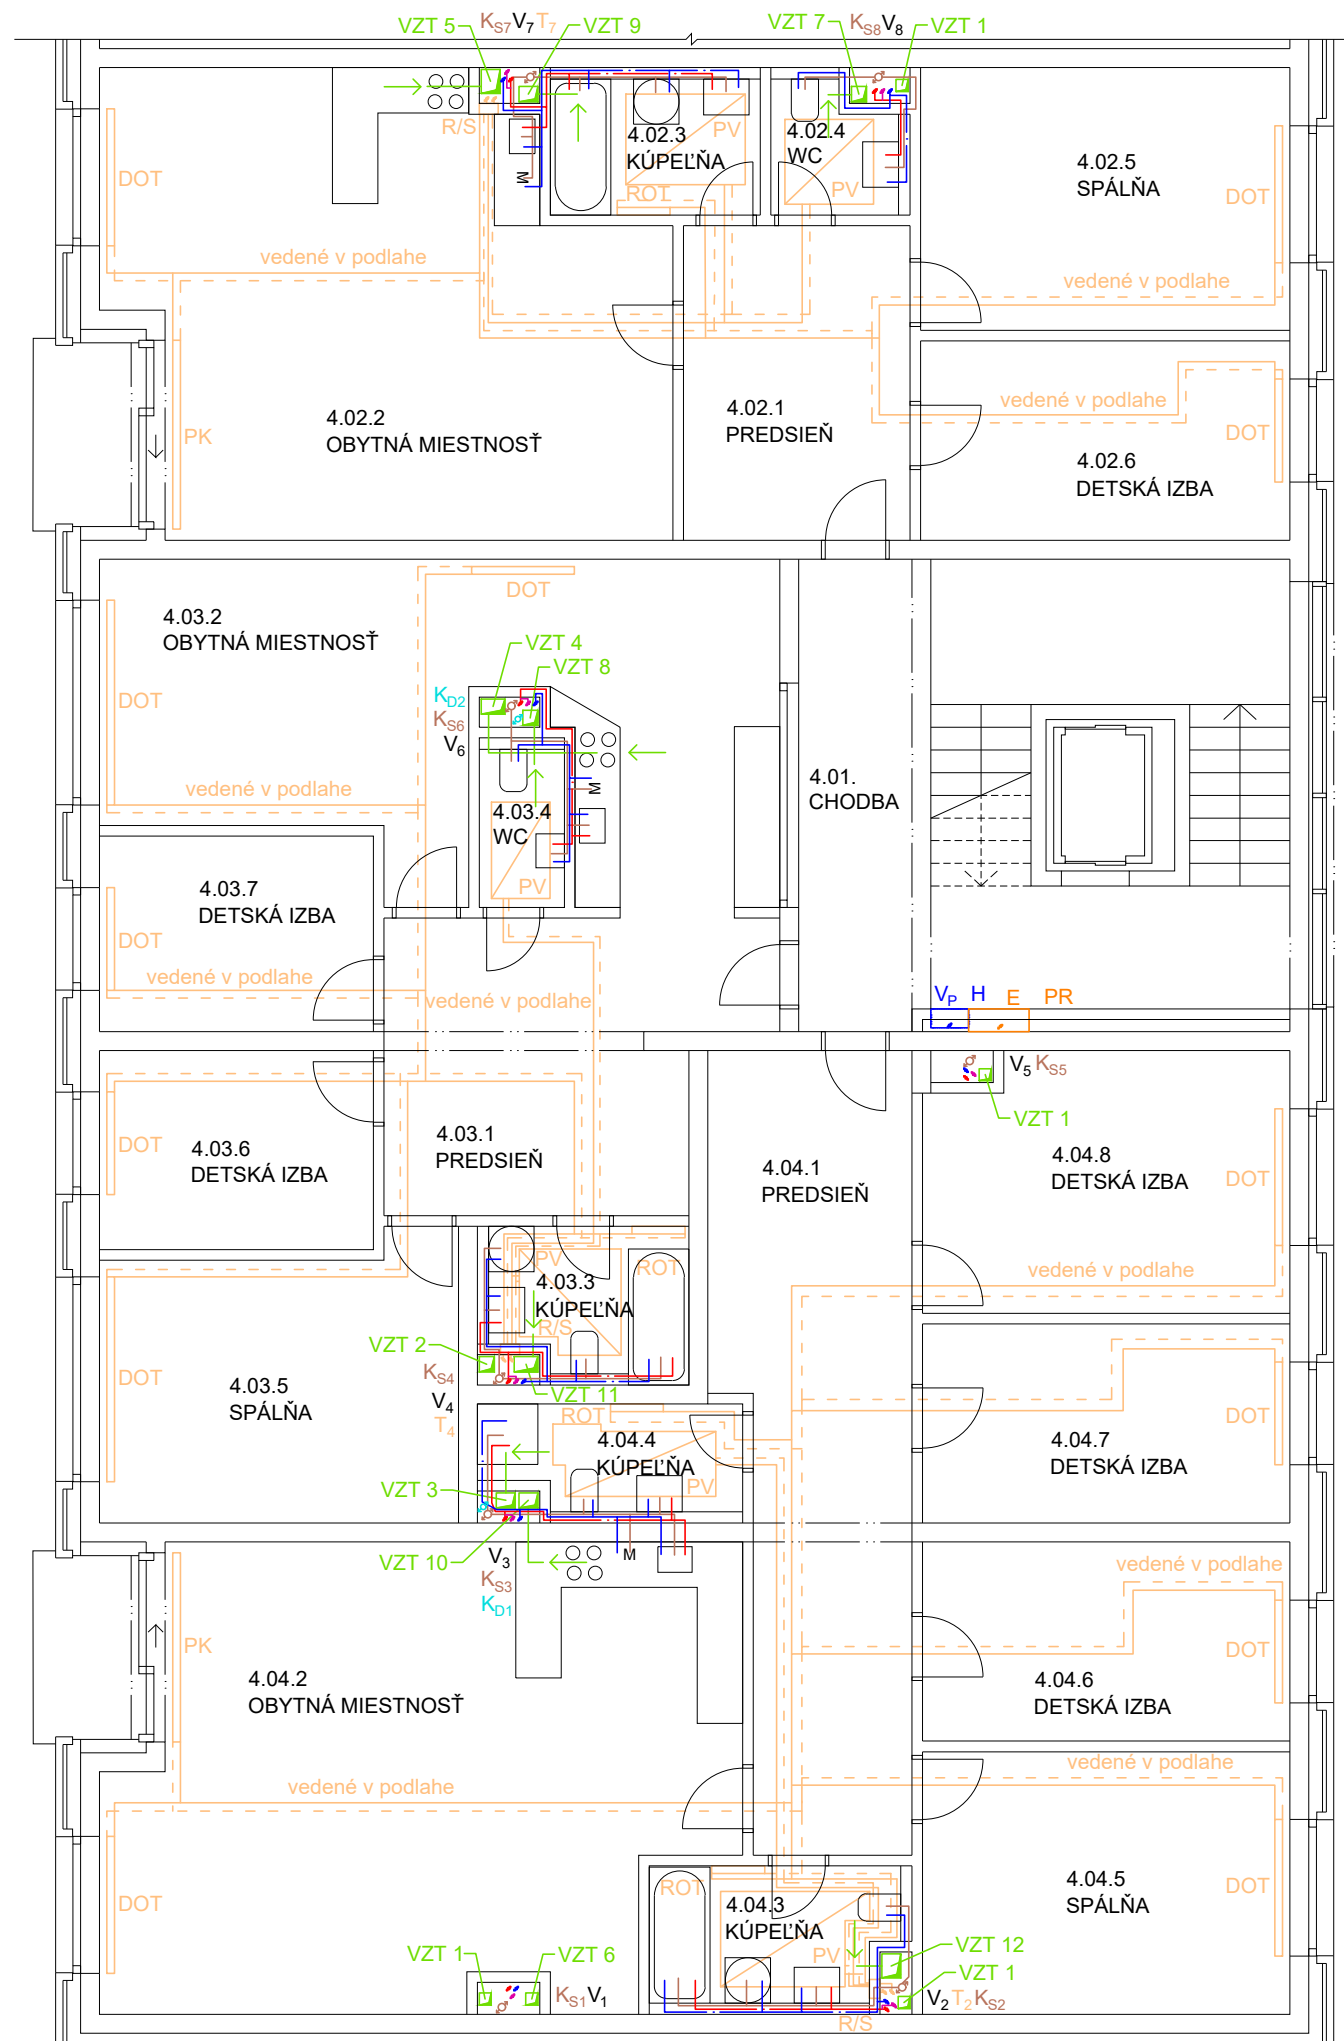 VZT 5
KS7 V7 T7
VZT 9
VZT 7
KS8 V8
VZT 1
R/S
M
4.02.3
KÚPEĽŇA
PV
ROT
4.02.4
WC
PV
4.02.5
SPÁLŇA
DOT
DOT
vedené v podlahe
vedené v podlahe
4.02.2
OBYTNÁ MIESTNOSŤ
PK
4.02.1
PREDSIEŇ
vedené v podlahe
DOT
4.02.6
DETSKÁ IZBA
DOT
4.03.2
OBYTNÁ MIESTNOSŤ
DOT
VZT 4
VZT 8
KD2
KS6
V6
vedené v podlahe
M
4.03.4
WC
PV
4.01.
CHODBA
4.03.7
DETSKÁ IZBA
DOT
vedené v podlahe
vedené v podlahe
VP H E PR
V5 KS5
VZT 1
4.03.6
DETSKÁ IZBA
DOT
4.03.1
PREDSIEŇ
4.04.1
PREDSIEŇ
4.04.8
DETSKÁ IZBA
DOT
PV
4.03.3
KÚPEĽŇA
ROT
R/S
vedené v podlahe
VZT 2
KS4
V4
T4
VZT 11
4.03.5
SPÁLŇA
DOT
ROT
4.04.4
KÚPEĽŇA
PV
4.04.7
DETSKÁ IZBA
DOT
VZT 3
VZT 10
V3
KS3
KD1
M
vedené v podlahe
PK
4.04.2
OBYTNÁ MIESTNOSŤ
4.04.6
DETSKÁ IZBA
DOT
vedené v podlahe
vedené v podlahe
DOT
ROT
4.04.3
KÚPEĽŇA
PV
4.04.5
SPÁLŇA
DOT
VZT 1
VZT 6
KS1 V1
VZT 12
VZT 1
V2 T2 KS2
R/S